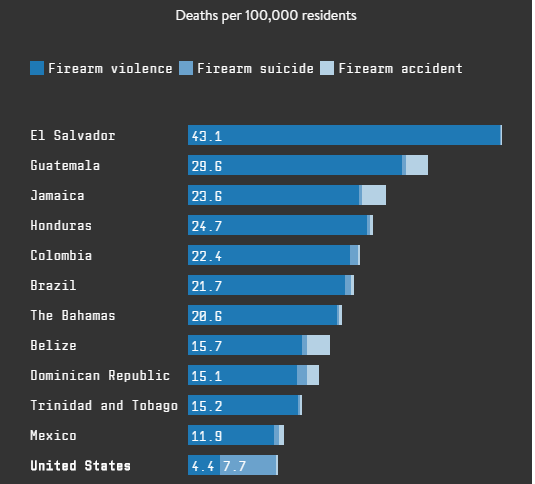 Deaths per 100,000 residents
Firearm violence Firearm suicide Firearm accident
El Salvador 43.1
Guatemala 29.6
Jamaica 23.6
Honduras 24.7
Colombia 22.4
Brazil 21.7
The Bahamas 20.6
Belize 15.7
Dominican Republic 15.1
Trinidad and Tobago 15.2
Mexico 11.9
United States 4.4 7.7